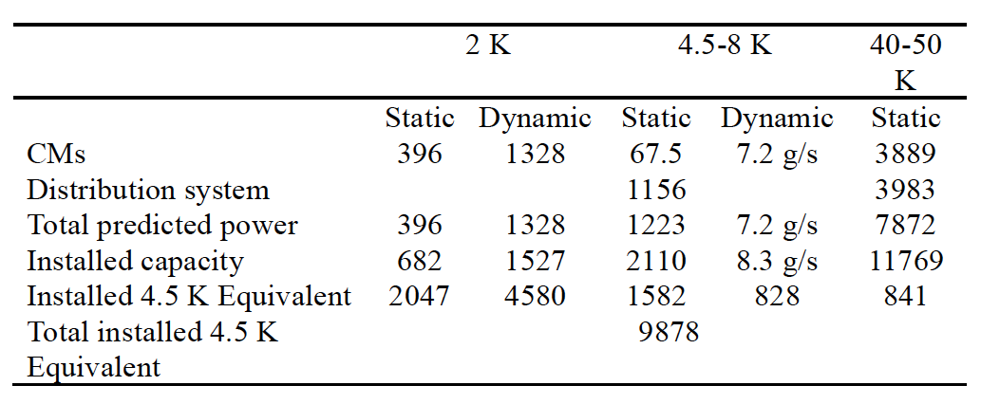 2 K 4.5-8 K 40-50
K
Static Dynamic Static Dynamic Static
CMs 396 1328 67.5 7.2 g/s 3889
Distribution system 1156 3983
Total predicted power 396 1328 1223 7.2 g/s 7872
Installed capacity 682 1527 2110 8.3 g/s 11769
Installed 4.5 K Equivalent 2047 4580 1582 828 841
Total installed 4.5 K 9878
Equivalent